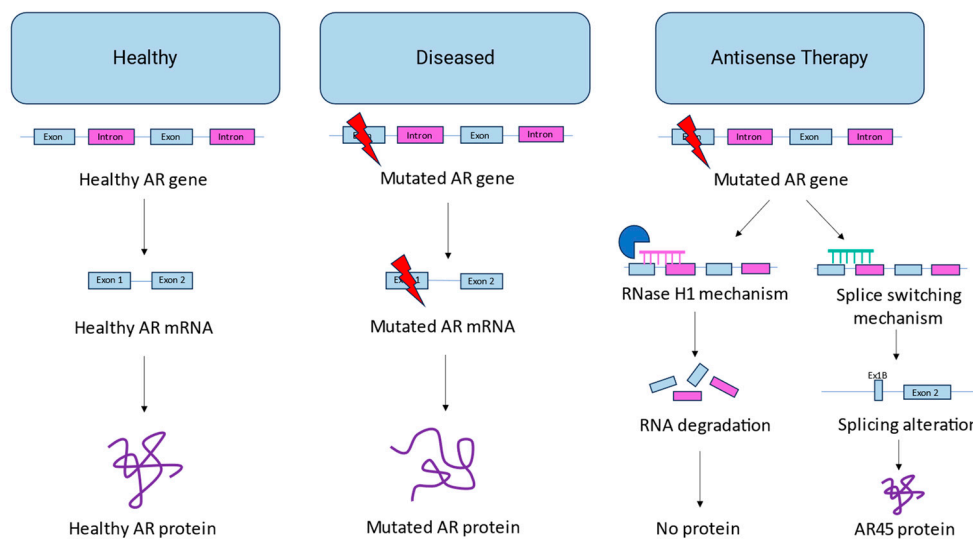 Healthy
Diseased
Antisense Therapy
Exon Intron Exon Intron
Intron Exon Intron
Intron Exon Intron
Healthy AR gene
Mutated AR gene
Mutated AR gene
Exon 1 Exon 2
Exon 2
RNase H1 mechanism
Splice switching
mechanism
Healthy AR mRNA
Mutated AR mRNA
Ex1B
Exon 2
RNA degradation
Splicing alteration
Healthy AR protein
Mutated AR protein
No protein
AR45 protein